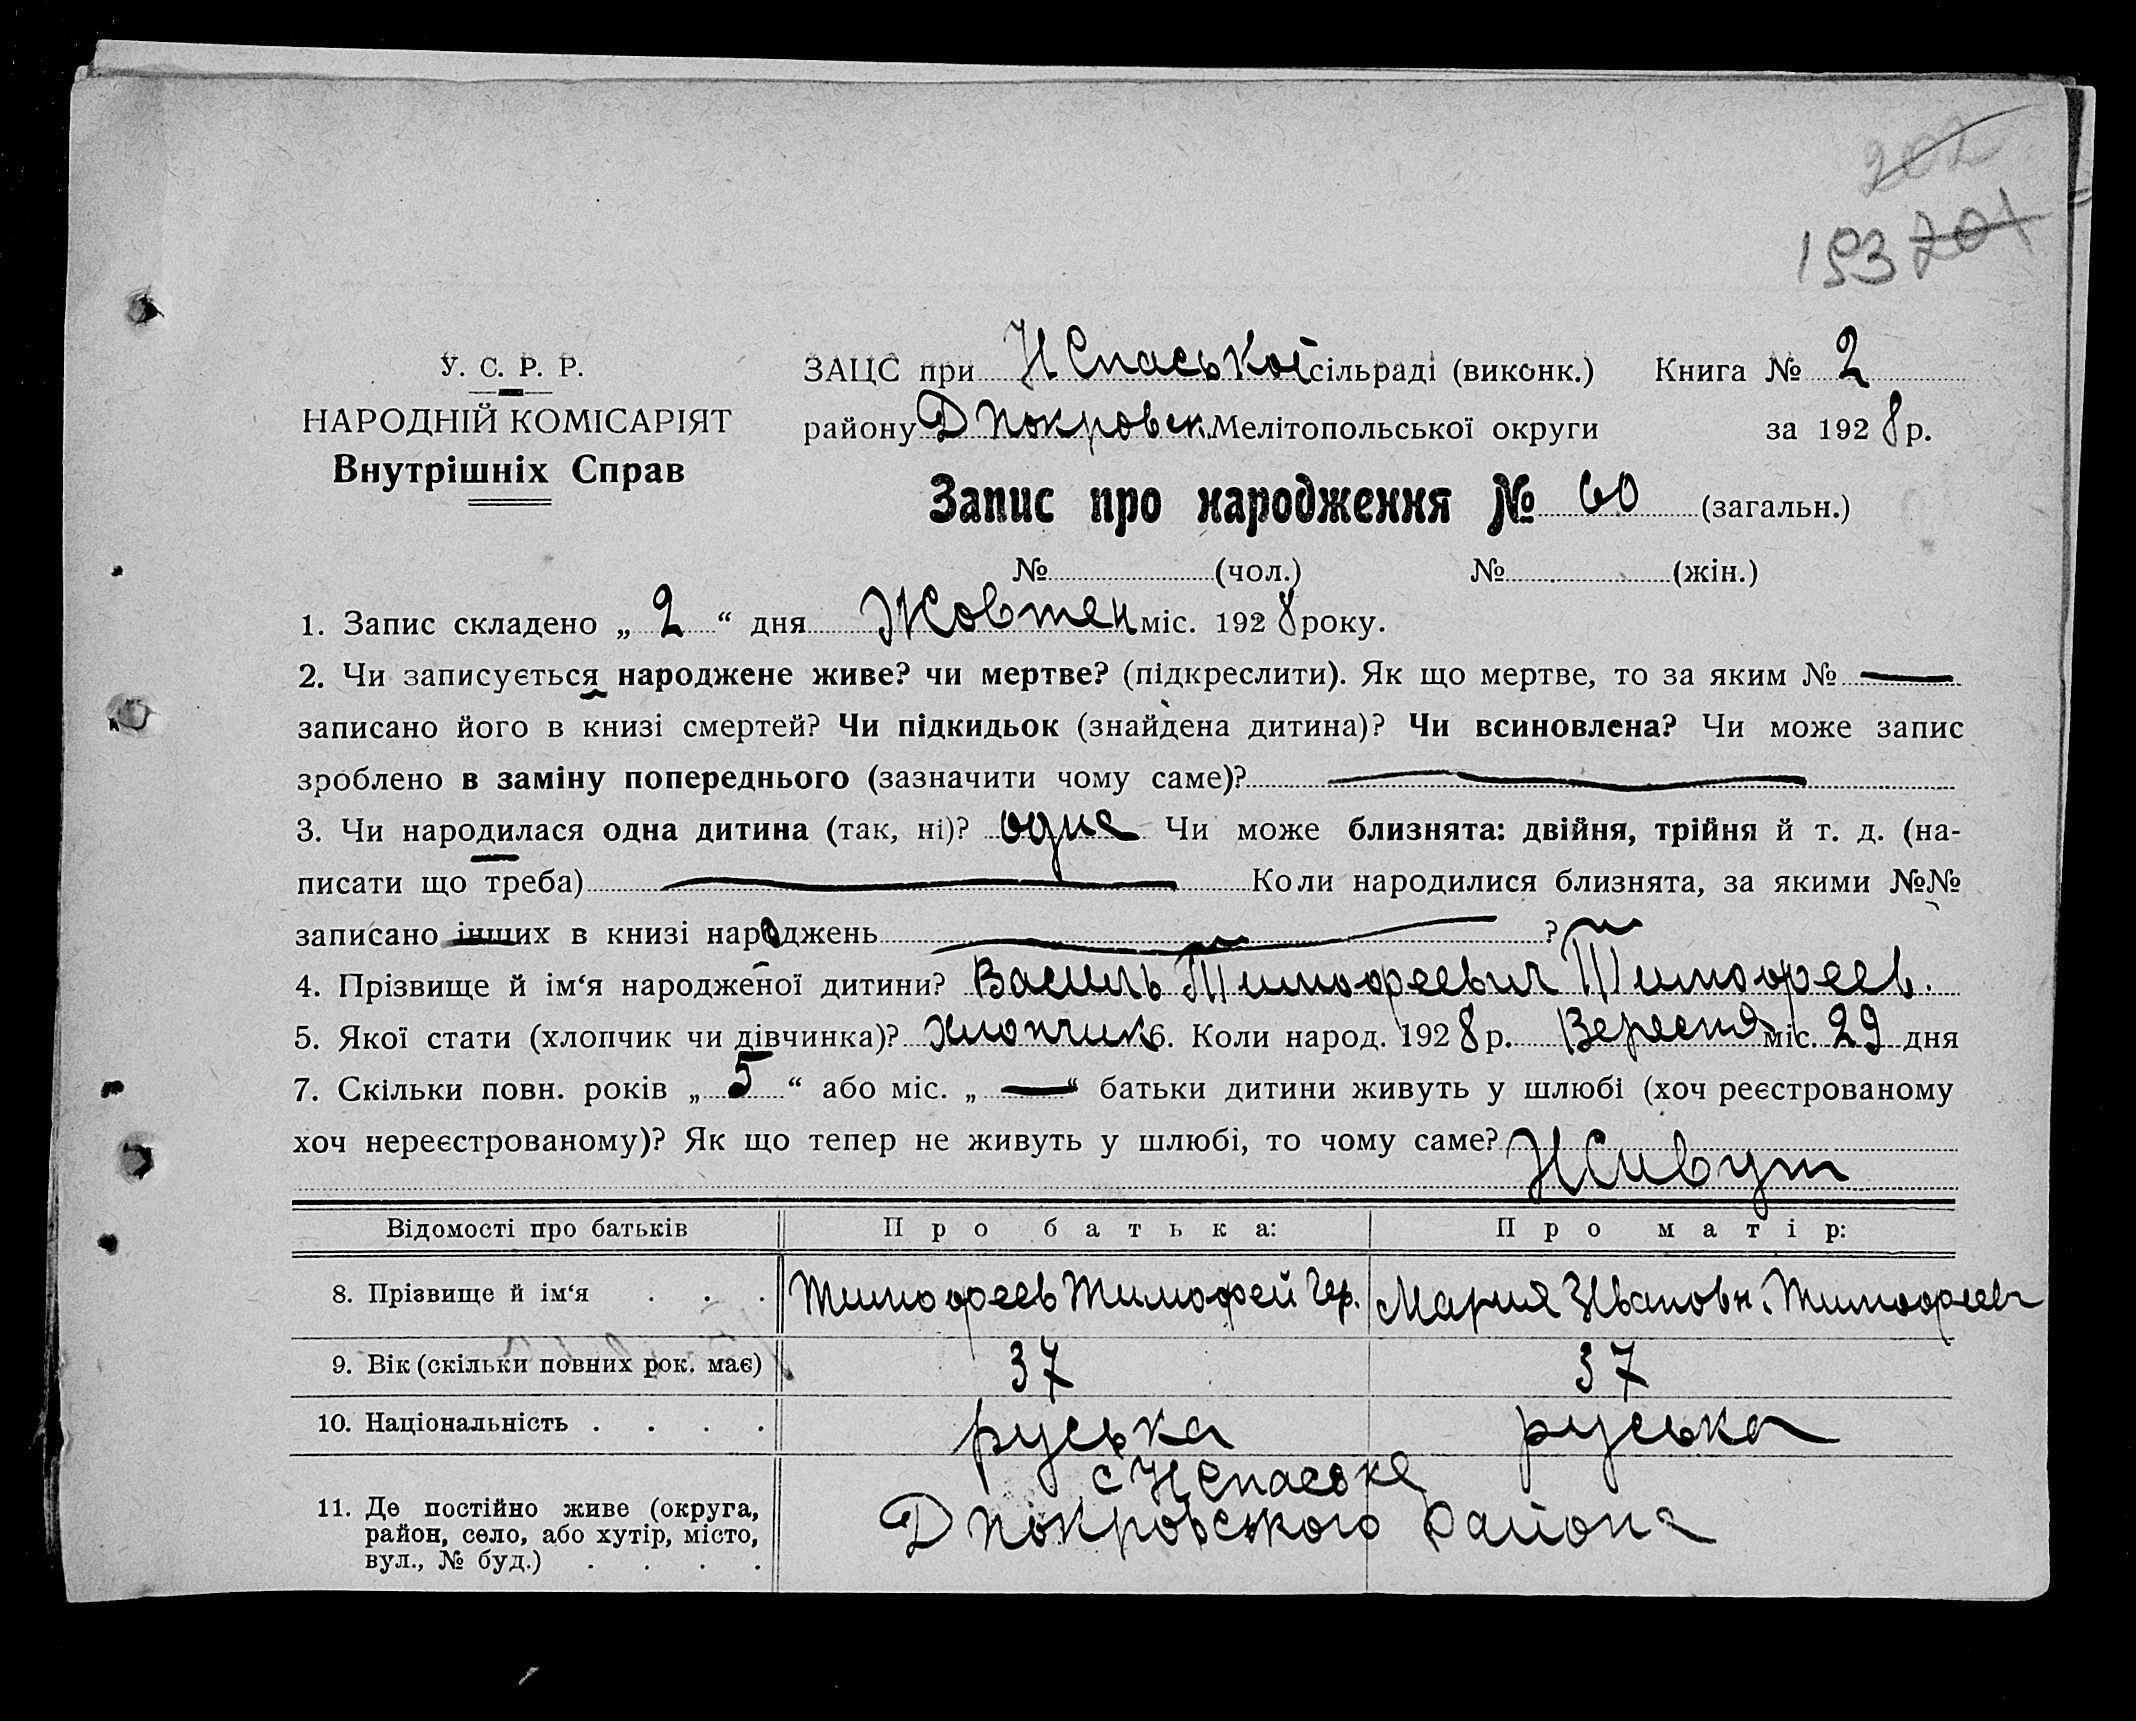 202
193 201
У. С. Р. Р.
НАРОДНІЙ КОМІСАРІЯТ
Внутрішніх Справ
ЗАЦС при Н Спаської сільраді (виконк.) Книга № 2
району Д Покровск. Мелітопольської округи за 1928 р.
Запис про народження № 60 (загальн.)
№ (чол.) № (жін.)
1. Запис складено „ 2 “ дня Жовтен міс. 1928 року.
2. Чи записується народжене живе? чи мертве? (підкреслити). Як що мертве, то за яким № —
записано його в книзі смертей? Чи підкидьок (знайдена дитина)? Чи всиновлена? Чи може запис
зроблено в заміну попереднього (зазначити чому саме)? —
3. Чи народилася одна дитина (так, ні)? одна Чи може близнята: двійня, трійня й т. д. (на-
писати що треба) — Коли народилися близнята, за якими №№
записано інших в книзі народжень — ?
4. Прізвище й ім‘я народженої дитини? Василь Тимофеевич Тимофеев.
5. Якої стати (хлопчик чи дівчинка)? хлопчик 6. Коли народ. 1928 р. Вересня міс. 29 дня
7. Скільки повн. років „ 5 “ або міс. „ — “ батьки дитини живуть у шлюбі (хоч реєстрованому
хоч нереєстрованому)? Як що тепер не живуть у шлюбі, то чому саме? Живут
Відомості про батьків Про батька: Про матір:
8. Прізвище й ім‘я . . . Тимофеев Тимофей Гер. Мария Ивановн. Тимофеев
9. Вік (скільки повних рок. має) 37 37
10. Національність . . . . руська руська
с Н Спаське
11. Де постійно живе (округа, Д Покровського Района
район, село, або хутір, місто,
вул., № буд.) . . . .